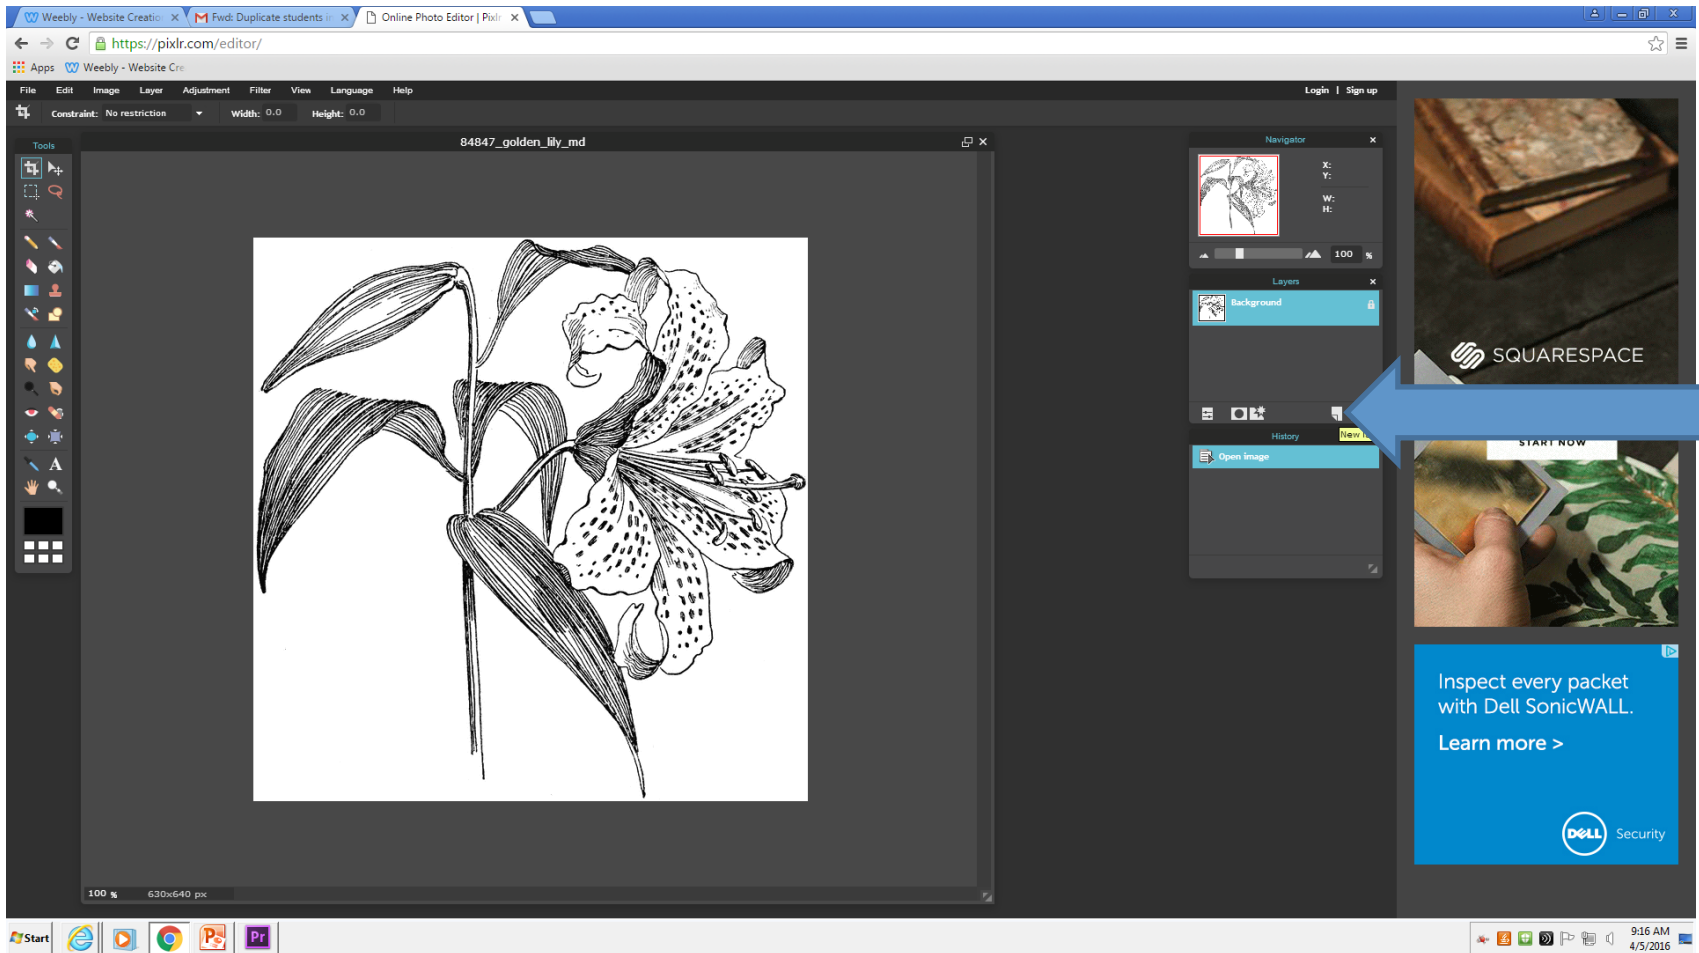 Weebly - Website Creatio
Fwd: Duplicate students in
Online Photo Editor | Pixlr
https://pixlr.com/editor/
Apps Weebly - Website Cre
File Edit Image Layer Adjustment Filter View Language Help
Login | Sign up
Constraint: No restriction Width: 0.0 Height: 0.0
Tools
84847_golden_lily_md
Navigator
X:
Y:
W:
H:
100 %
Layers
Background
SQUARESPACE
New
START NOW
History
Open image
A
Inspect every packet
with Dell SonicWALL.
Learn more >
DELL Security
100 % 630x640 px
Start
Pr
9:16 AM
4/5/2016